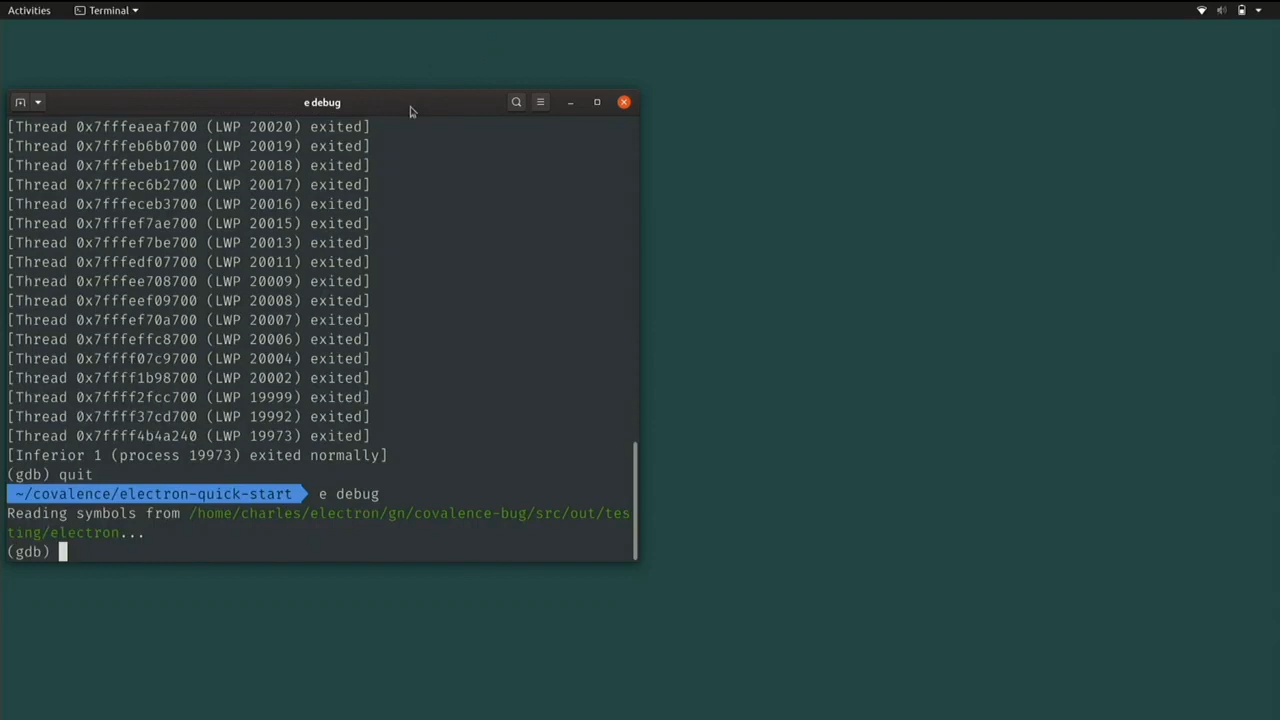 Activities
Terminal
e debug
[Thread 0x7fffeaeaf700 (LWP 20020) exited]
[Thread 0x7fffeb6b0700 (LWP 20019) exited]
[Thread 0x7fffebeb1700 (LWP 20018) exited]
[Thread 0x7fffec6b2700 (LWP 20017) exited]
[Thread 0x7fffeceb3700 (LWP 20016) exited]
[Thread 0x7fffef7ae700 (LWP 20015) exited]
[Thread 0x7fffef7be700 (LWP 20013) exited]
[Thread 0x7fffedf07700 (LWP 20011) exited]
[Thread 0x7fffee708700 (LWP 20009) exited]
[Thread 0x7fffeef09700 (LWP 20008) exited]
[Thread 0x7fffef70a700 (LWP 20007) exited]
[Thread 0x7fffeffc8700 (LWP 20006) exited]
[Thread 0x7ffff07c9700 (LWP 20004) exited]
[Thread 0x7ffff1b98700 (LWP 20002) exited]
[Thread 0x7ffff2fcc700 (LWP 19999) exited]
[Thread 0x7ffff37cd700 (LWP 19992) exited]
[Thread 0x7ffff4b4a240 (LWP 19973) exited]
[Inferior 1 (process 19973) exited normally]
(gdb) quit
~/covalence/electron-quick-start e debug
Reading symbols from /home/charles/electron/gn/covalence-bug/src/out/tes
ting/electron...
(gdb)